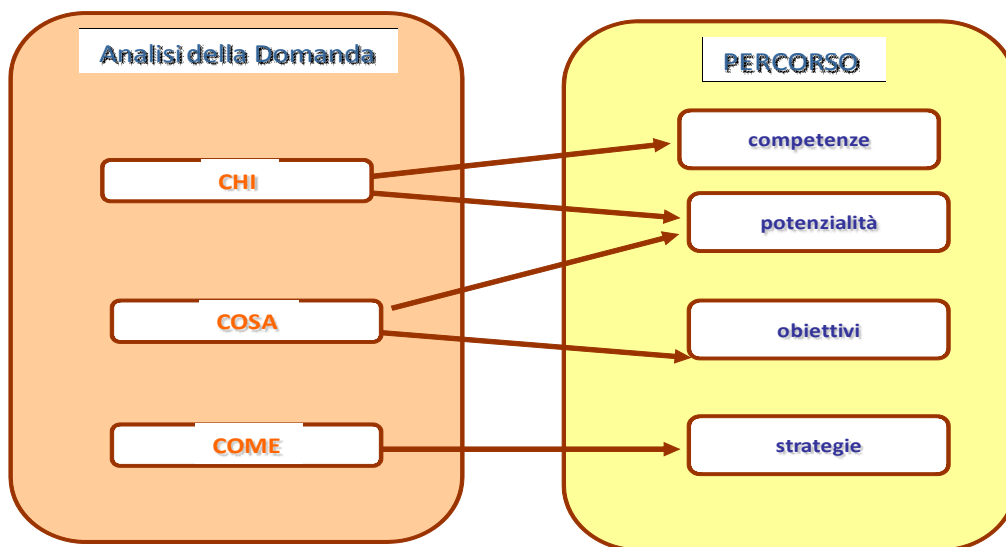 Analisi della Domanda
CHI
COSA
COME
PERCORSO
competenze
potenzialità
obiettivi
strategie